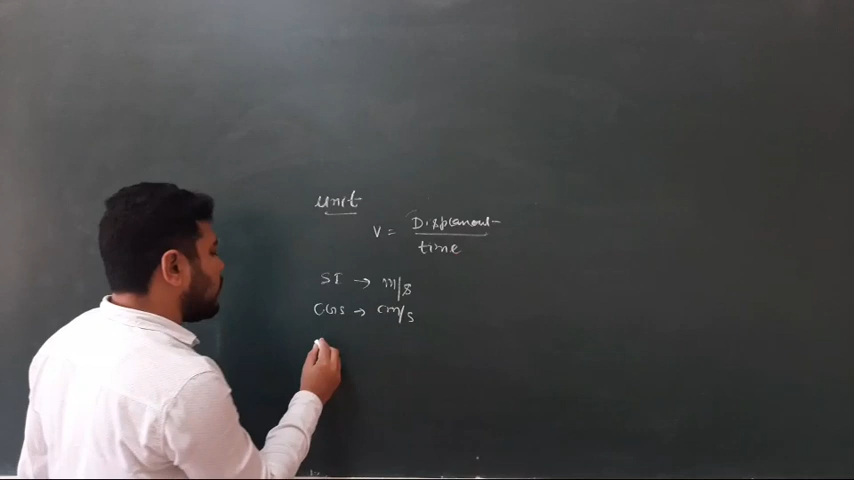 unit
V = Displacement
time
SI → m/s
CGS → cm/s